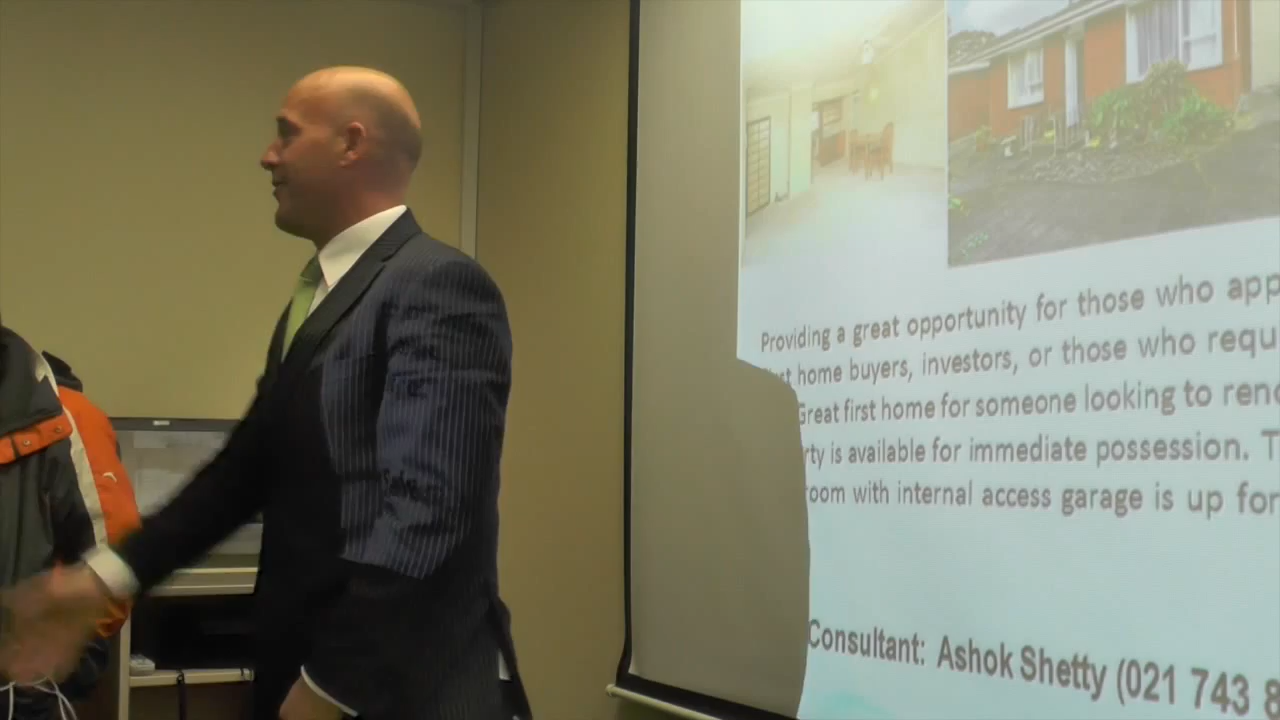 Providing a great opportunity for those who app
home buyers, investors, or those who requ
Great first home for someone looking to reno
rty is available for immediate possession. T
room with internal access garage is up for
Consultant: Ashok Shetty (021 743 8